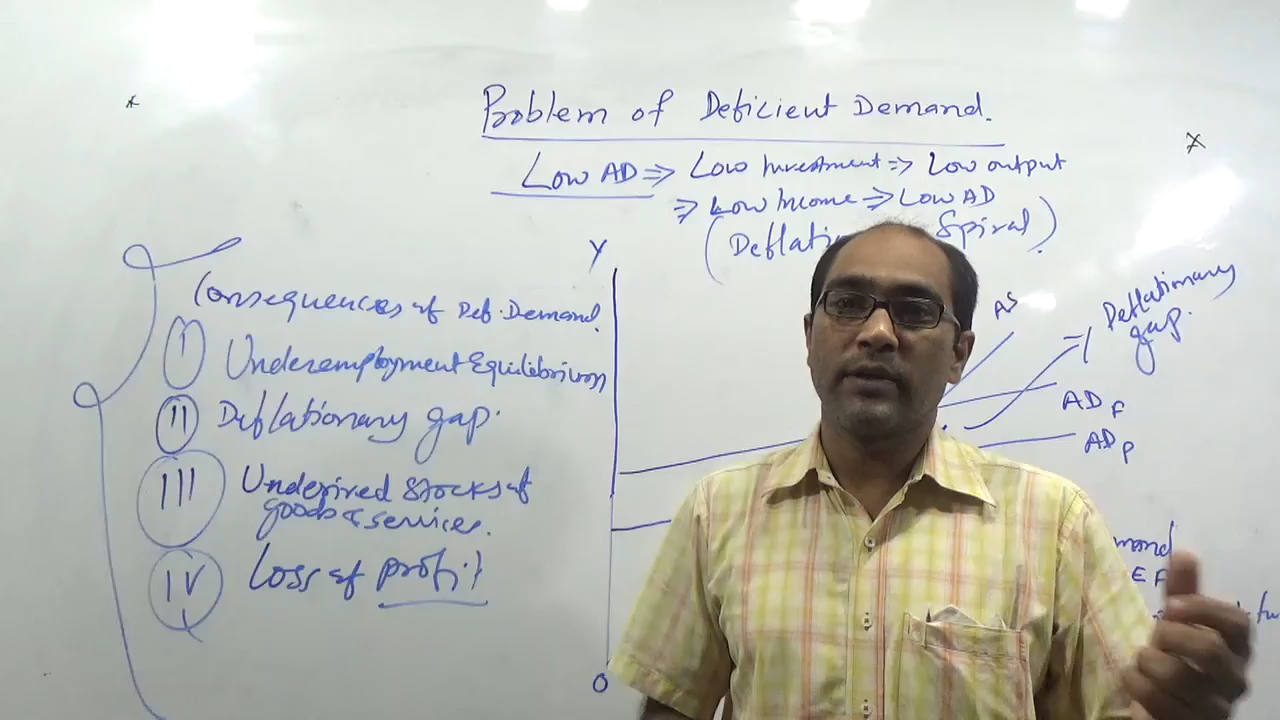 Problem of Deficient Demand.
Low AD ⇒ Low Investment ⇒ Low output
⇒ Low Income ⇒ Low AD
Spiral)
Consequences of Def. Demand.
I Underemployment Equilibrium
II Deflationary gap.
III Undesired stocks of
goods & services.
IV Loss of profit
Y
AS
Deflationary
gap.
AD F
AD P
O
E F